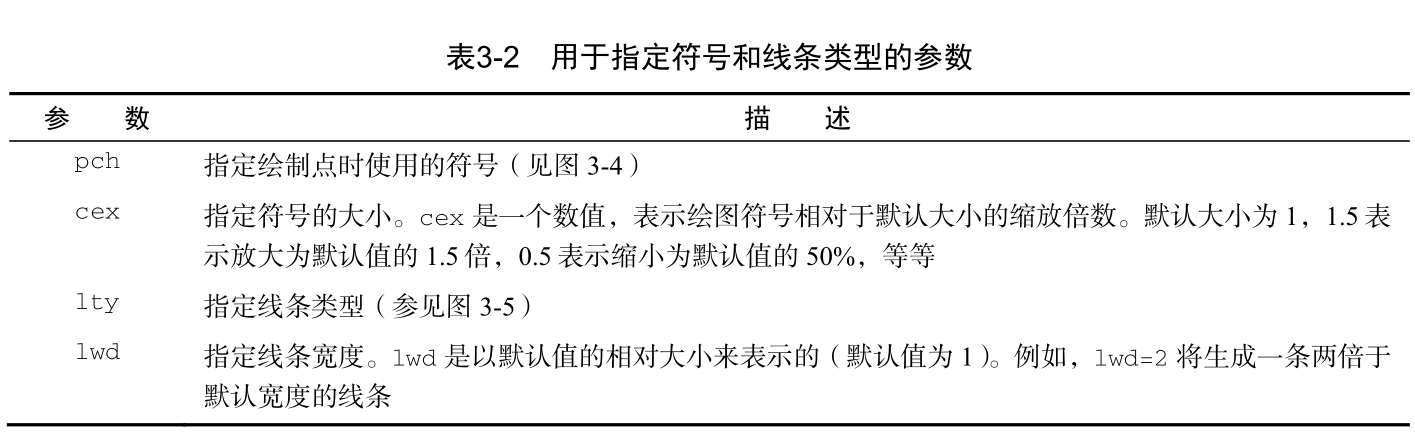 表3-2 用于指定符号和线条类型的参数
参 数 描 述
pch 指定绘制点时使用的符号（见图 3-4）
cex 指定符号的大小。cex 是一个数值，表示绘图符号相对于默认大小的缩放倍数。默认大小为 1，1.5 表
示放大为默认值的 1.5 倍，0.5 表示缩小为默认值的 50%，等等
lty 指定线条类型（参见图 3-5）
lwd 指定线条宽度。lwd 是以默认值的相对大小来表示的（默认值为 1）。例如，lwd=2 将生成一条两倍于
默认宽度的线条